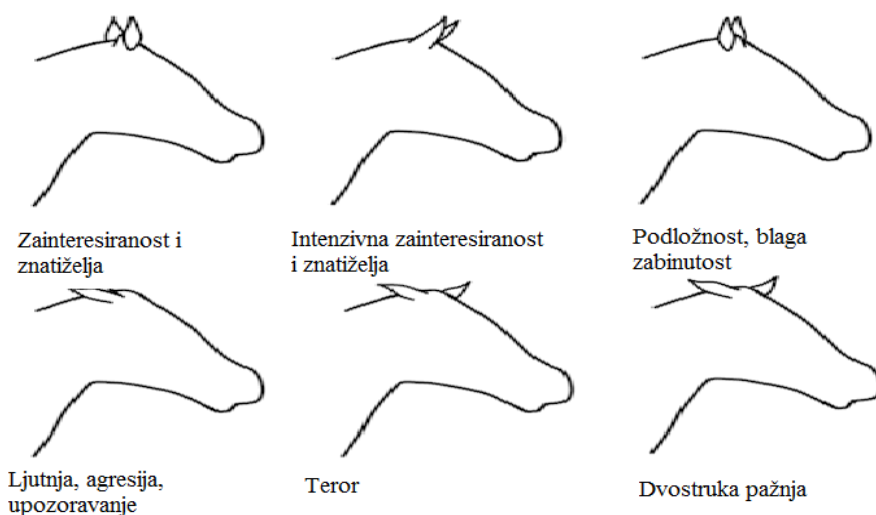 Zainteresiranost i
znatiželja
Intenzivna zainteresiranost
i znatiželja
Podložnost, blaga
zabinutost
Ljutnja, agresija,
upozoravanje
Teror
Dvostruka pažnja